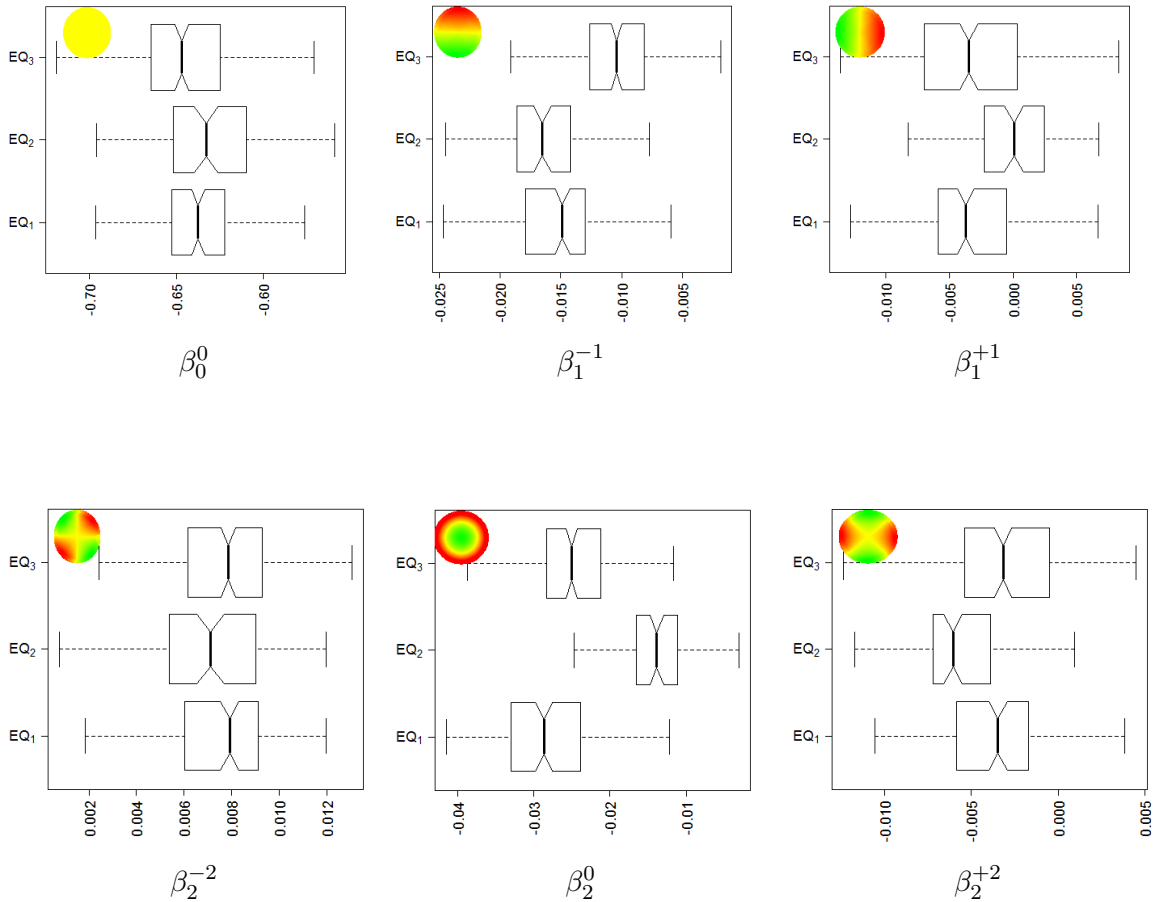 EQ₃
EQ₂
EQ₁
-0.70 -0.65 -0.60
β₀⁰
EQ₃
EQ₂
EQ₁
-0.025 -0.020 -0.015 -0.010 -0.005
β₁⁻¹
EQ₃
EQ₂
EQ₁
-0.010 -0.005 0.000 0.005
β₁⁺¹
EQ₃
EQ₂
EQ₁
0.002 0.004 0.006 0.008 0.010 0.012
β₂⁻²
EQ₃
EQ₂
EQ₁
-0.04 -0.03 -0.02 -0.01
β₂⁰
EQ₃
EQ₂
EQ₁
-0.010 -0.005 0.000 0.005
β₂⁺²